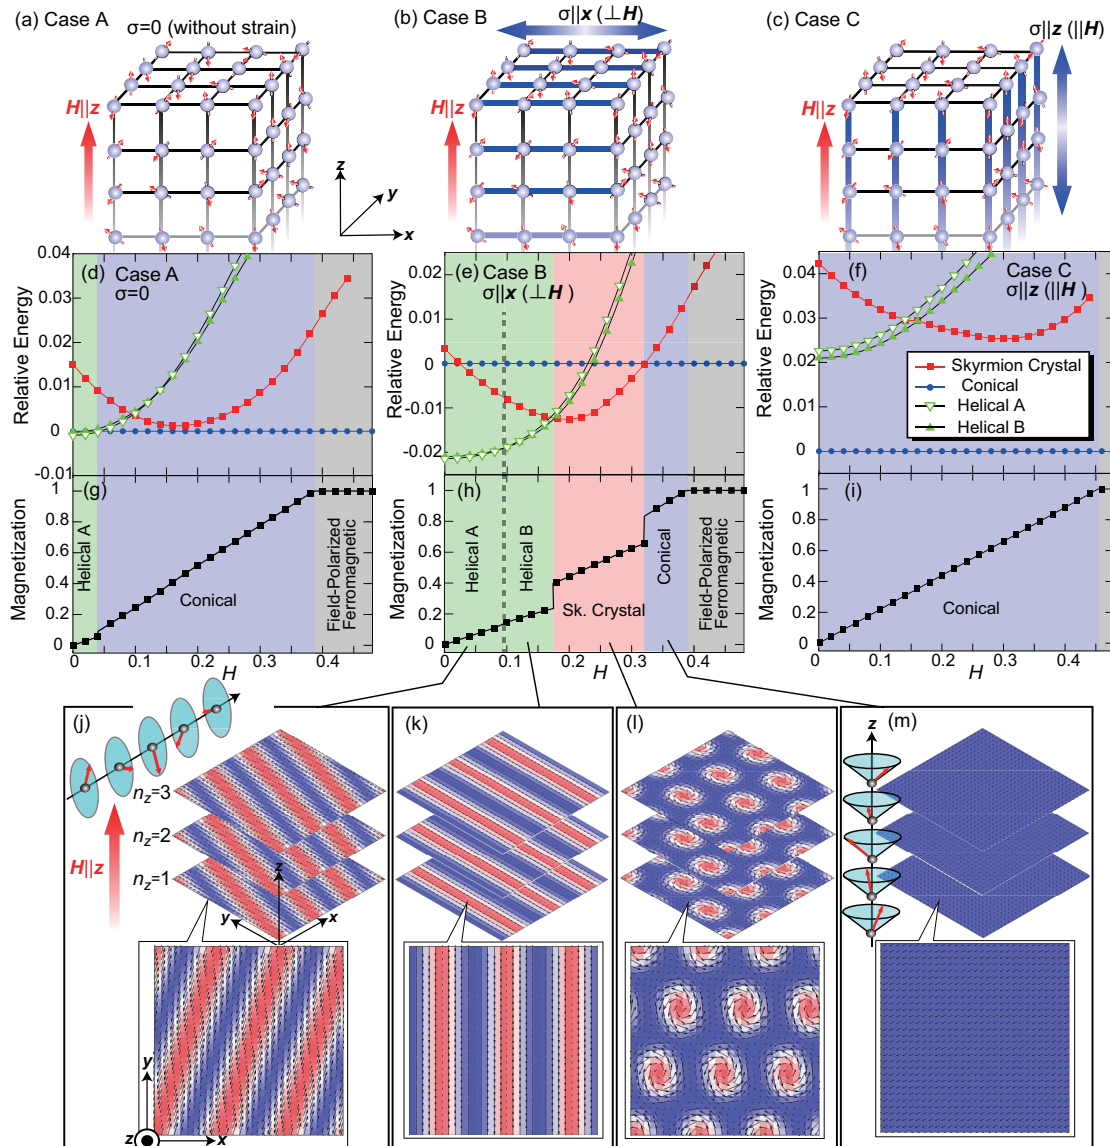 (a) Case A
σ=0 (without strain)
H||z
z
y
x
(b) Case B
σ||x (⊥H)
H||z
(c) Case C
σ||z (||H)
H||z
(d) Case A
σ=0
Relative Energy
0.04
0.03
0.02
0.01
0
-0.01
(e) Case B
σ||x (⊥H)
Relative Energy
0.02
0.01
0
-0.01
-0.02
(f) Case C
σ||z (||H)
Relative Energy
0.04
0.03
0.02
0.01
0
Skyrmion Crystal
Conical
Helical A
Helical B
(g)
Magnetization
1
0.8
0.6
0.4
0.2
0
Helical A
Conical
Field-Polarized
Ferromagnetic
0 0.1 0.2 0.3 0.4
H
(h)
Magnetization
1
0.8
0.6
0.4
0.2
0
Helical A
Helical B
Sk. Crystal
Conical
Field-Polarized
Ferromagnetic
0 0.1 0.2 0.3 0.4
H
(i)
Magnetization
1
0.8
0.6
0.4
0.2
0
Conical
0 0.1 0.2 0.3 0.4
H
(j)
nz=3
nz=2
nz=1
H||z
z
y
x
y
z
x
(k)
(l)
(m)
z